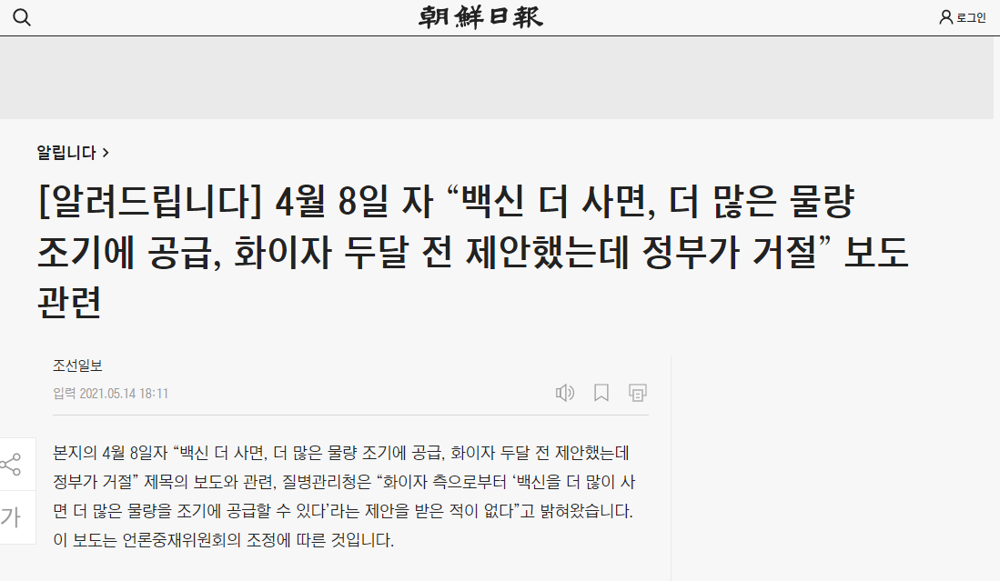 朝鮮日報
로그인
알립니다 >
[알려드립니다] 4월 8일 자 “백신 더 사면, 더 많은 물량
조기에 공급, 화이자 두달 전 제안했는데 정부가 거절” 보도
관련
조선일보
입력 2021.05.14 18:11
본지의 4월 8일자 “백신 더 사면, 더 많은 물량 조기에 공급, 화이자 두달 전 제안했는데
정부가 거절” 제목의 보도와 관련, 질병관리청은 “화이자 측으로부터 ‘백신을 더 많이 사
면 더 많은 물량을 조기에 공급할 수 있다’라는 제안을 받은 적이 없다”고 밝혀왔습니다.
이 보도는 언론중재위원회의 조정에 따른 것입니다.
가